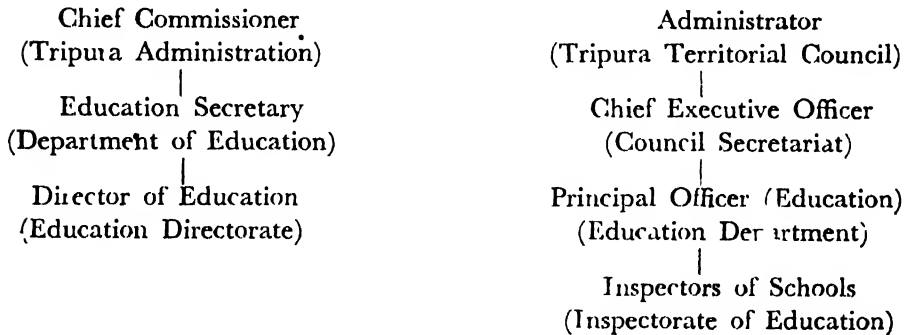 Chief Commissioner
(Tripura Administration)
Education Secretary
(Department of Education)
Director of Education
(Education Directorate)
Administrator
(Tripura Territorial Council)
Chief Executive Officer
(Council Secretariat)
Principal Officer (Education)
(Education Department)
Inspectors of Schools
(Inspectorate of Education)